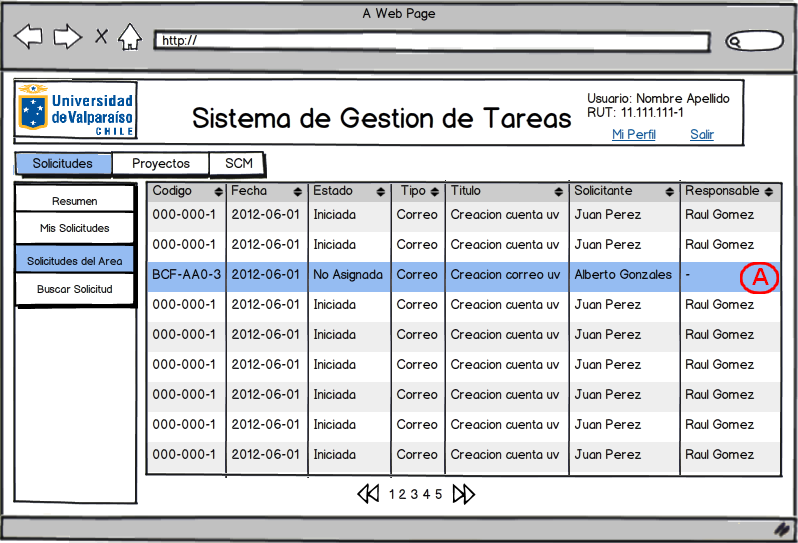 A Web Page
http://
Universidad
de Valparaíso
CHILE
Sistema de Gestion de Tareas
Usuario: Nombre Apellido
RUT: 11.111.111-1
Mi Perfil Salir
Solicitudes Proyectos SCM
Resumen
Mis Solicitudes
Solicitudes del Area
Buscar Solicitud
Codigo Fecha Estado Tipo Titulo Solicitante Responsable
000-000-1 2012-06-01 Iniciada Correo Creacion cuenta uv Juan Perez Raul Gomez
000-000-1 2012-06-01 Iniciada Correo Creacion cuenta uv Juan Perez Raul Gomez
BCF-AA0-3 2012-06-01 No Asignada Correo Creacion correo uv Alberto Gonzales - A
000-000-1 2012-06-01 Iniciada Correo Creacion cuenta uv Juan Perez Raul Gomez
000-000-1 2012-06-01 Iniciada Correo Creacion cuenta uv Juan Perez Raul Gomez
000-000-1 2012-06-01 Iniciada Correo Creacion cuenta uv Juan Perez Raul Gomez
000-000-1 2012-06-01 Iniciada Correo Creacion cuenta uv Juan Perez Raul Gomez
000-000-1 2012-06-01 Iniciada Correo Creacion cuenta uv Juan Perez Raul Gomez
000-000-1 2012-06-01 Iniciada Correo Creacion cuenta uv Juan Perez Raul Gomez
1 2 3 4 5